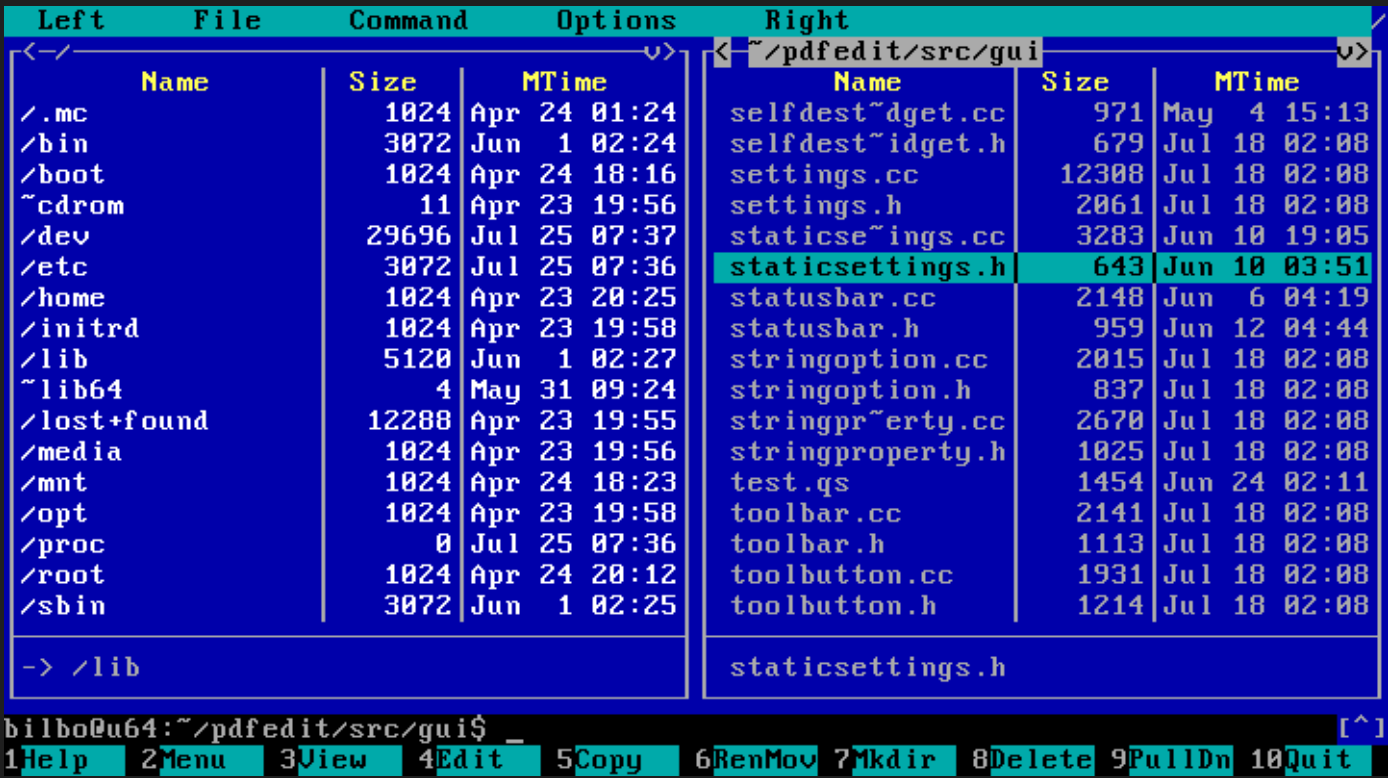 Left File Command Options Right /
<─/ v> < ~/pdfedit/src/gui v>
Name Size MTime Name Size MTime
/.mc 1024 Apr 24 01:24 selfdest~dget.cc 971 May 4 15:13
/bin 3072 Jun 1 02:24 selfdest~idget.h 679 Jul 18 02:08
/boot 1024 Apr 24 18:16 settings.cc 12308 Jul 18 02:08
~cdrom 11 Apr 23 19:56 settings.h 2061 Jul 18 02:08
/dev 29696 Jul 25 07:37 staticse~ings.cc 3283 Jun 10 19:05
/etc 3072 Jul 25 07:36 staticsettings.h 643 Jun 10 03:51
/home 1024 Apr 23 20:25 statusbar.cc 2148 Jun 6 04:19
/initrd 1024 Apr 23 19:58 statusbar.h 959 Jun 12 04:44
/lib 5120 Jun 1 02:27 stringoption.cc 2015 Jul 18 02:08
~lib64 4 May 31 09:24 stringoption.h 837 Jul 18 02:08
/lost+found 12288 Apr 23 19:55 stringpr~erty.cc 2670 Jul 18 02:08
/media 1024 Apr 23 19:56 stringproperty.h 1025 Jul 18 02:08
/mnt 1024 Apr 24 18:23 test.qs 1454 Jun 24 02:11
/opt 1024 Apr 23 19:58 toolbar.cc 2141 Jul 18 02:08
/proc 0 Jul 25 07:36 toolbar.h 1113 Jul 18 02:08
/root 1024 Apr 24 20:12 toolbutton.cc 1931 Jul 18 02:08
/sbin 3072 Jun 1 02:25 toolbutton.h 1214 Jul 18 02:08
-> /lib staticsettings.h
bilbo@u64:~/pdfedit/src/gui$ _ [^]
1Help 2Menu 3View 4Edit 5Copy 6RenMov 7Mkdir 8Delete 9PullDn 10Quit